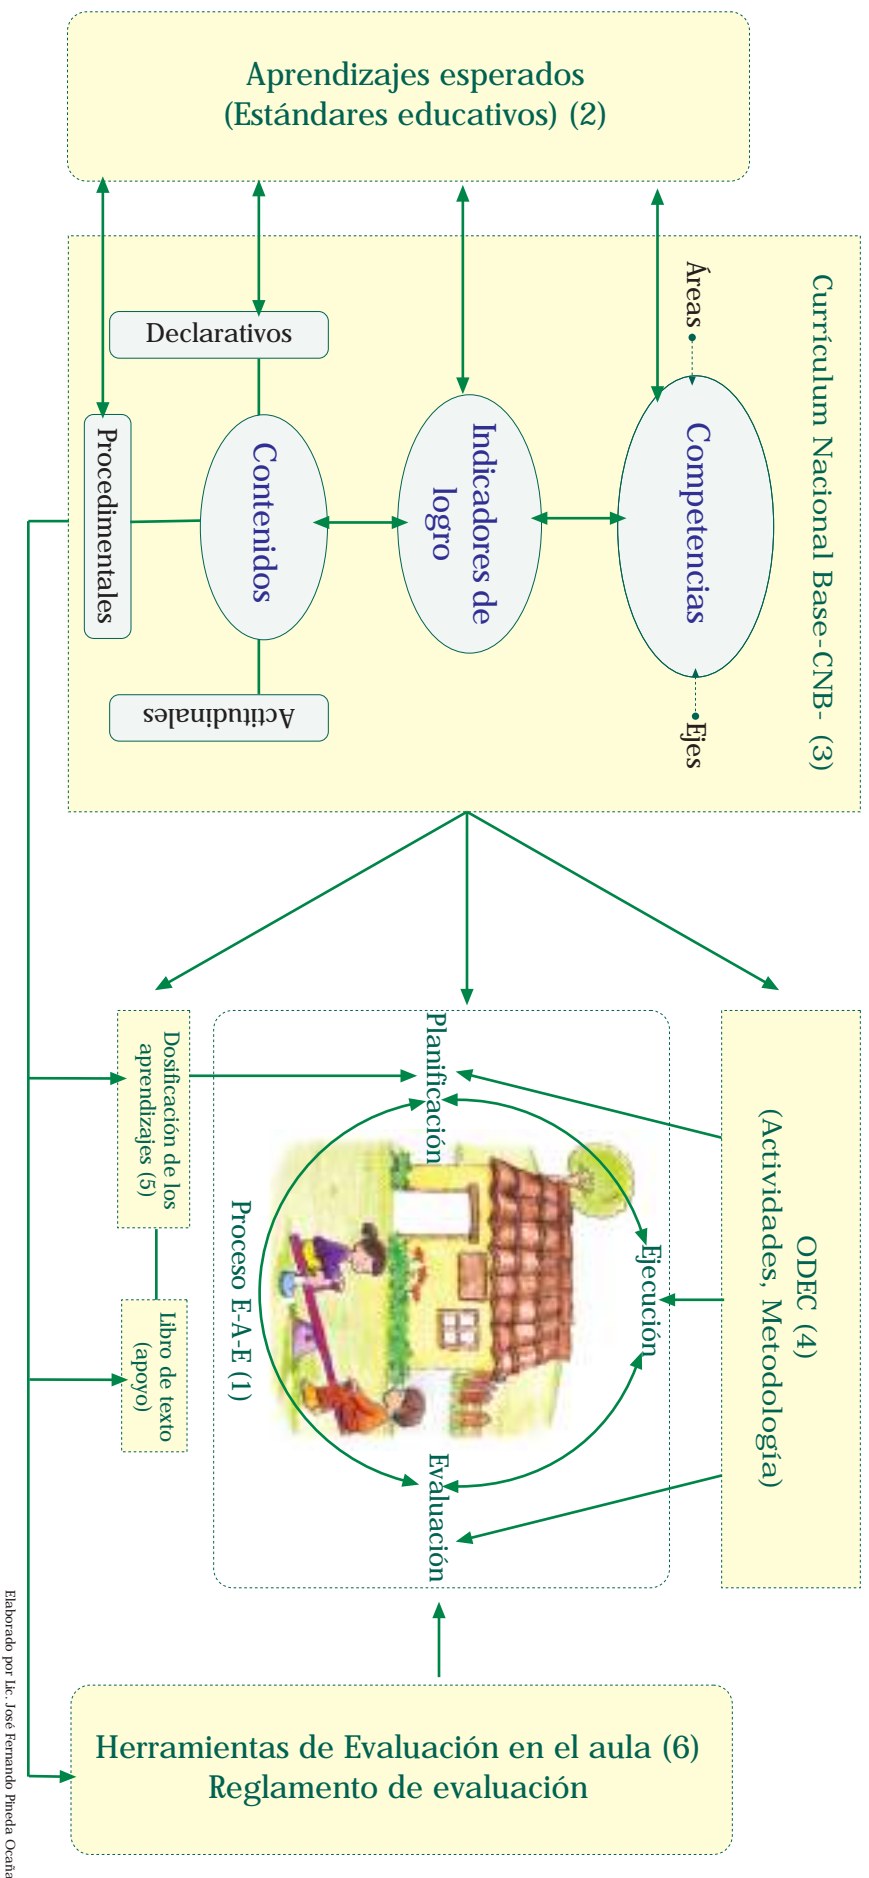 Aprendizajes esperados
(Estándares educativos) (2)
Currículum Nacional Base-CNB- (3)
Áreas
Competencias
Ejes
Indicadores de
logro
Contenidos
Declarativos
Procedimentales
Actitudinales
ODEC (4)
(Actividades, Metodología)
Planificación
Ejecución
Evaluación
Proceso E-A-E (1)
Dosificación de los
aprendizajes (5)
Libro de texto
(apoyo)
Herramientas de Evaluación en el aula (6)
Reglamento de evaluación
Elaborado por Lic. José Fernando Pineda Ocaña